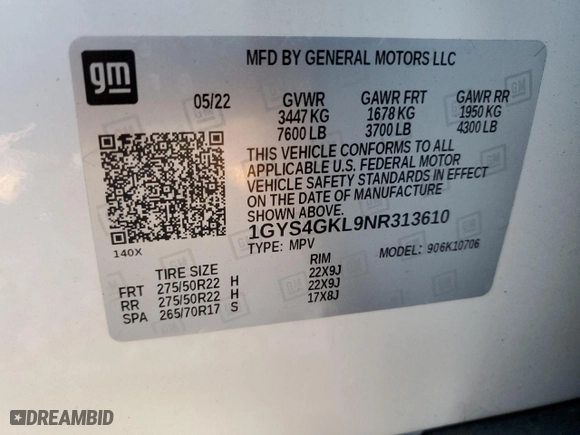 gm
MFD BY GENERAL MOTORS LLC
05/22 GVWR GAWR FRT GAWR RR
3447 KG 1678 KG 1950 KG
7600 LB 3700 LB 4300 LB
THIS VEHICLE CONFORMS TO ALL
APPLICABLE U.S. FEDERAL MOTOR
VEHICLE SAFETY STANDARDS IN EFFECT
ON THE DATE OF MANUFACTURE
SHOWN ABOVE.
1GYS4GKL9NR313610
TYPE: MPV MODEL: 906K10706
140X
TIRE SIZE RIM
FRT 275/50R22 H 22X9J
RR 275/50R22 H 22X9J
SPA 265/70R17 S 17X8J
DREAMBID